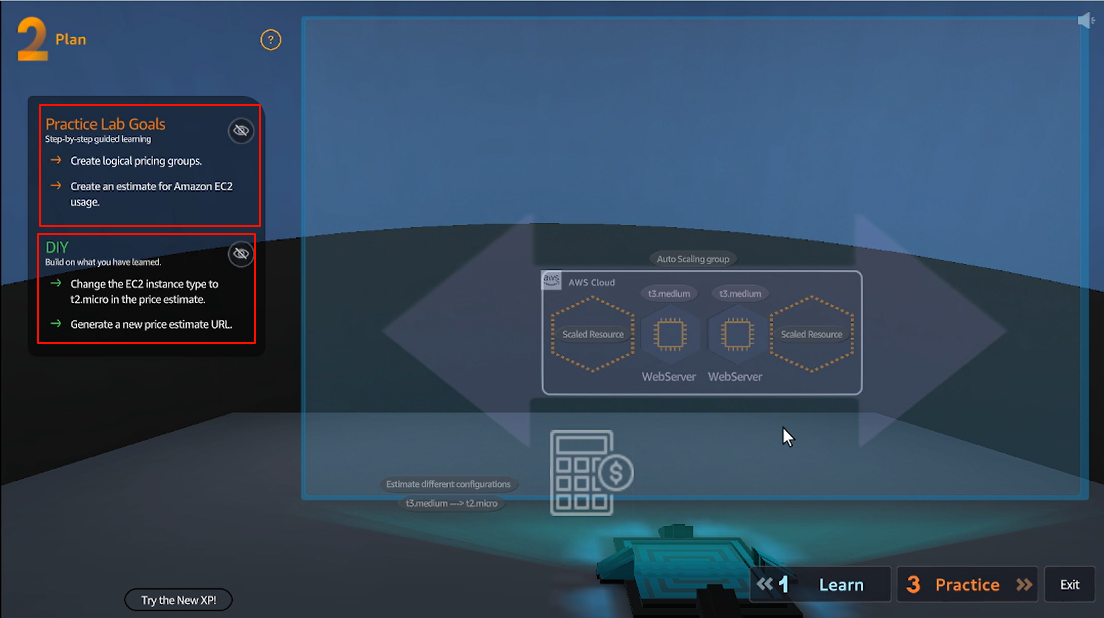 2 Plan
?
Practice Lab Goals
Step-by-step guided learning
Create logical pricing groups.
Create an estimate for Amazon EC2
usage.
DIY
Build on what you have learned.
Change the EC2 instance type to
t2.micro in the price estimate.
Generate a new price estimate URL.
Auto Scaling group
aws AWS Cloud
t3.medium t3.medium
Scaled Resource Scaled Resource
WebServer WebServer
$
Estimate different configurations
t3.medium ---> t2.micro
Try the New XP!
1 Learn
3 Practice
Exit